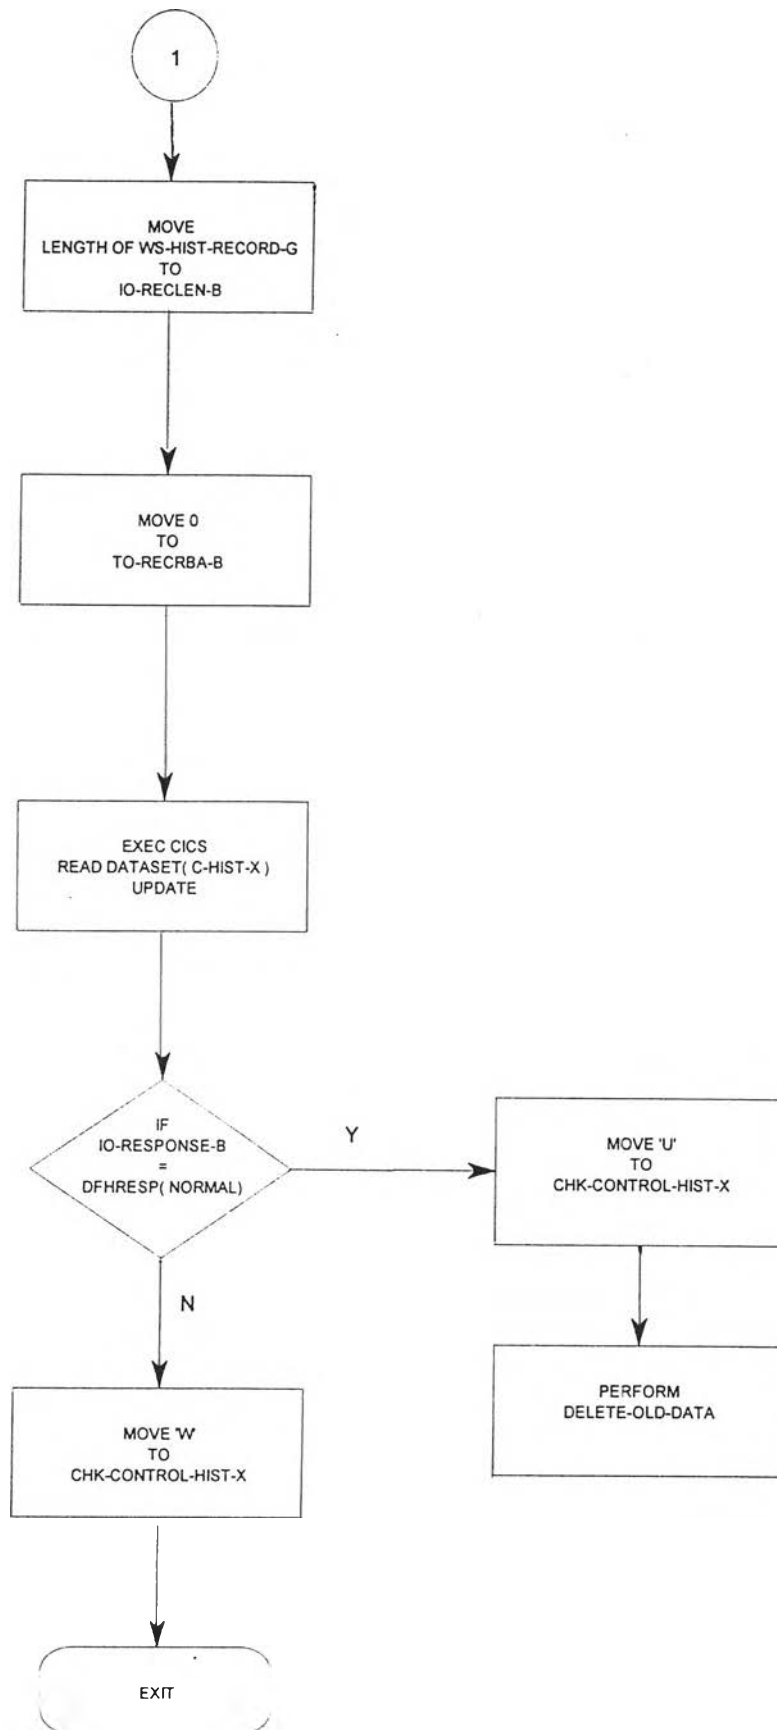 1
MOVE
LENGTH OF WS-HIST-RECORD-G
TO
IO-RECLEN-B
MOVE 0
TO
TO-RECRBA-B
EXEC CICS
READ DATASET( C-HIST-X )
UPDATE
IF
IO-RESPONSE-B
=
DFHRESP( NORMAL)
Y
MOVE 'U'
TO
CHK-CONTROL-HIST-X
N
PERFORM
DELETE-OLD-DATA
MOVE 'W'
TO
CHK-CONTROL-HIST-X
EXIT